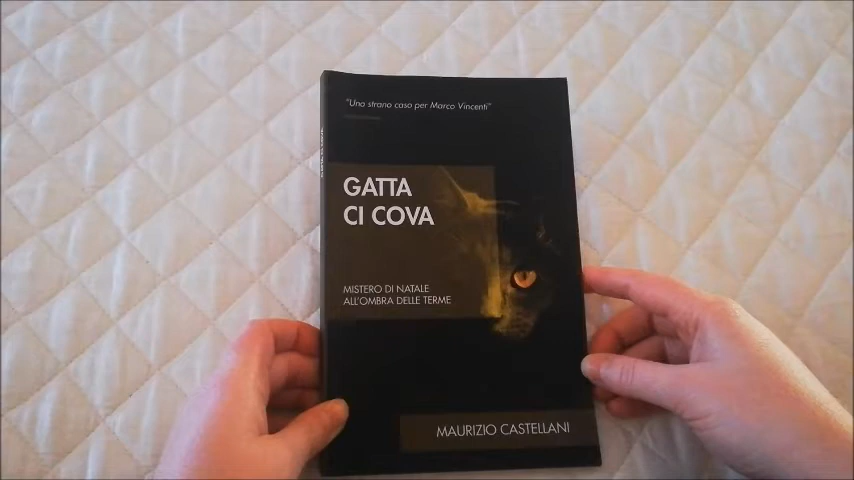 "Uno strano caso per Marco Vincenti"
GATTA
CI COVA
MISTERO DI NATALE
ALL'OMBRA DELLE TERME
MAURIZIO CASTELLANI